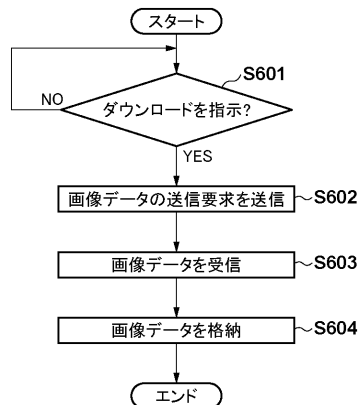 スタート
S601
ダウンロードを指示?
NO
YES
画像データの送信要求を送信
S602
画像データを受信
S603
画像データを格納
S604
エンド